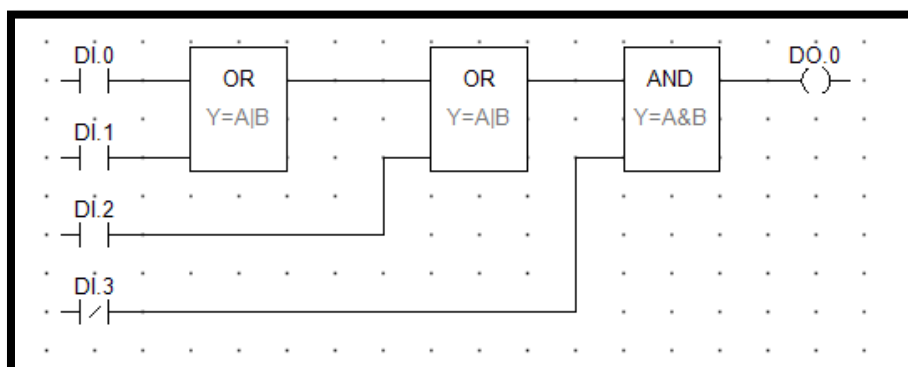 DI.0 OR OR AND DO.0
Y=A|B Y=A|B Y=A&B
DI.1
DI.2
DI.3